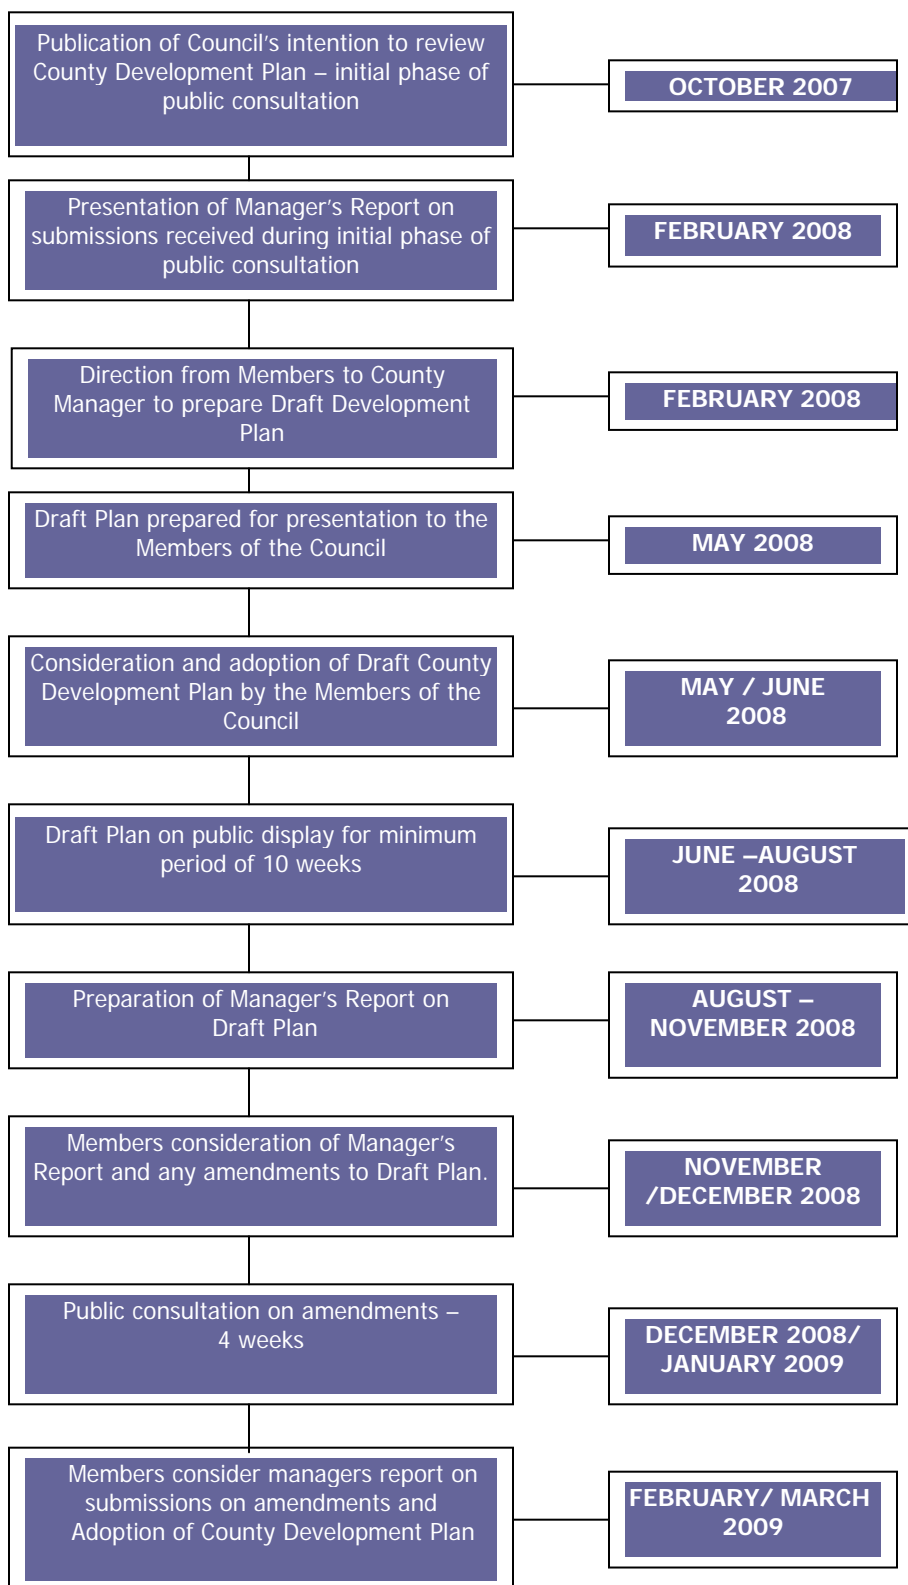 Publication of Council's intention to review
County Development Plan – initial phase of
public consultation
OCTOBER 2007
Presentation of Manager's Report on
submissions received during initial phase of
public consultation
FEBRUARY 2008
Direction from Members to County
Manager to prepare Draft Development
Plan
FEBRUARY 2008
Draft Plan prepared for presentation to the
Members of the Council
MAY 2008
Consideration and adoption of Draft County
Development Plan by the Members of the
Council
MAY / JUNE
2008
Draft Plan on public display for minimum
period of 10 weeks
JUNE –AUGUST
2008
Preparation of Manager's Report on
Draft Plan
AUGUST –
NOVEMBER 2008
Members consideration of Manager's
Report and any amendments to Draft Plan.
NOVEMBER
/DECEMBER 2008
Public consultation on amendments –
4 weeks
DECEMBER 2008/
JANUARY 2009
Members consider managers report on
submissions on amendments and
Adoption of County Development Plan
FEBRUARY/ MARCH
2009